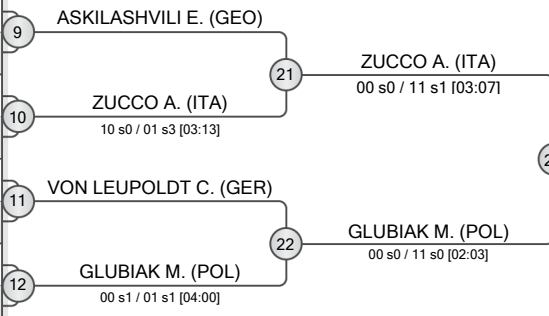 9
ASKILASHVILI E. (GEO)
21
ZUCCO A. (ITA)
00 s0 / 11 s1 [03:07]
10
ZUCCO A. (ITA)
10 s0 / 01 s3 [03:13]
11
VON LEUPOLDT C. (GER)
22
GLUBIAK M. (POL)
00 s0 / 11 s0 [02:03]
12
GLUBIAK M. (POL)
00 s1 / 01 s1 [04:00]